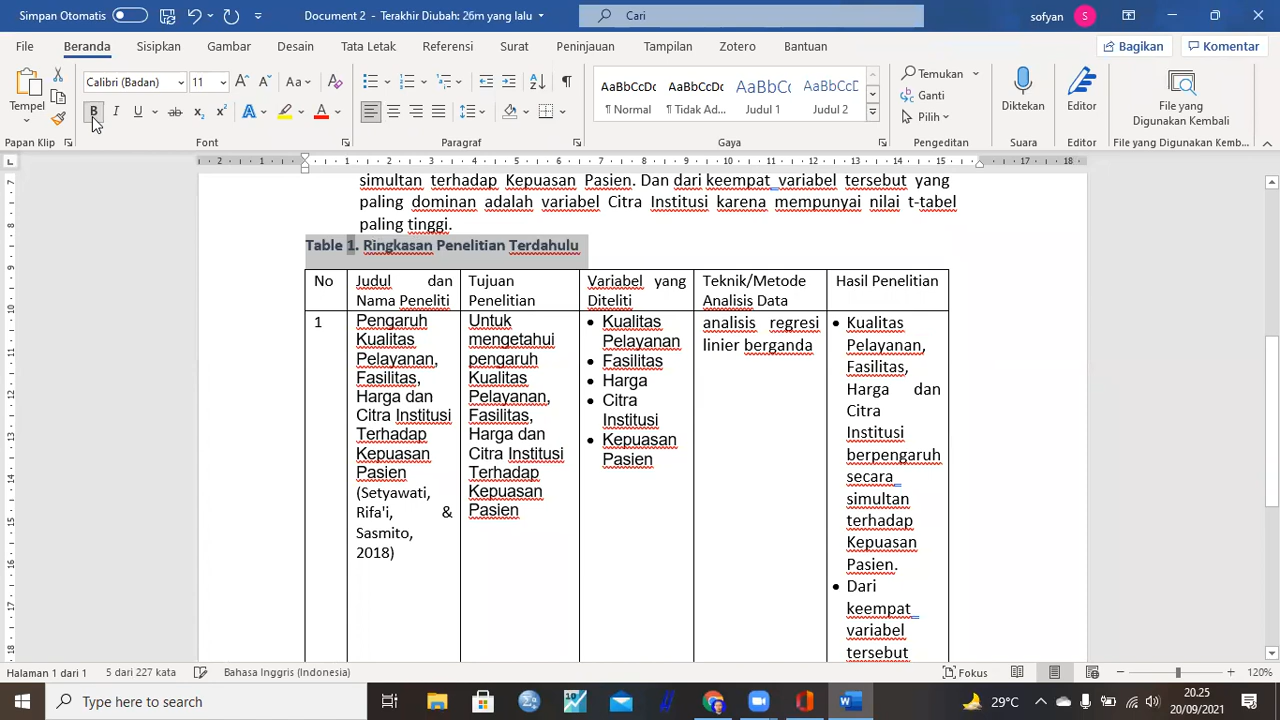 Simpan Otomatis
Document 2 - Terakhir Diubah: 26m yang lalu
Cari
sofyan
S
File
Beranda
Sisipkan
Gambar
Desain
Tata Letak
Referensi
Surat
Peninjauan
Tampilan
Zotero
Bantuan
Bagikan
Komentar
Tempel
Calibri (Badan)
11
AaBbCcDc
AaBbCcDc
AaBbCcD
AaBbCcD
¶ Normal
¶ Tidak Ad...
Judul 1
Judul 2
Temukan
Ganti
Pilih
Diktekan
Editor
File yang
Digunakan Kembali
Papan Klip
Font
Paragraf
Gaya
Pengeditan
Suara
Editor
File yang Digunakan Kemb...
simultan terhadap Kepuasan Pasien. Dan dari keempat variabel tersebut yang
paling dominan adalah variabel Citra Institusi karena mempunyai nilai t-tabel
paling tinggi.
Table 1. Ringkasan Penelitian Terdahulu
No
Judul dan
Nama Peneliti
Tujuan
Penelitian
Variabel yang
Diteliti
Teknik/Metode
Analisis Data
Hasil Penelitian
1
Pengaruh
Kualitas
Pelayanan,
Fasilitas,
Harga dan
Citra Institusi
Terhadap
Kepuasan
Pasien
(Setyawati,
Rifa'i, &
Sasmito,
2018)
Untuk
mengetahui
pengaruh
Kualitas
Pelayanan,
Fasilitas,
Harga dan
Citra Institusi
Terhadap
Kepuasan
Pasien
• Kualitas
Pelayanan
• Fasilitas
• Harga
• Citra
Institusi
• Kepuasan
Pasien
analisis regresi
linier berganda
• Kualitas
Pelayanan,
Fasilitas,
Harga dan
Citra
Institusi
berpengaruh
secara
simultan
terhadap
Kepuasan
Pasien.
• Dari
keempat
variabel
tersebut
Halaman 1 dari 1
5 dari 227 kata
Bahasa Inggris (Indonesia)
Fokus
120%
Type here to search
29°C
20.25
20/09/2021